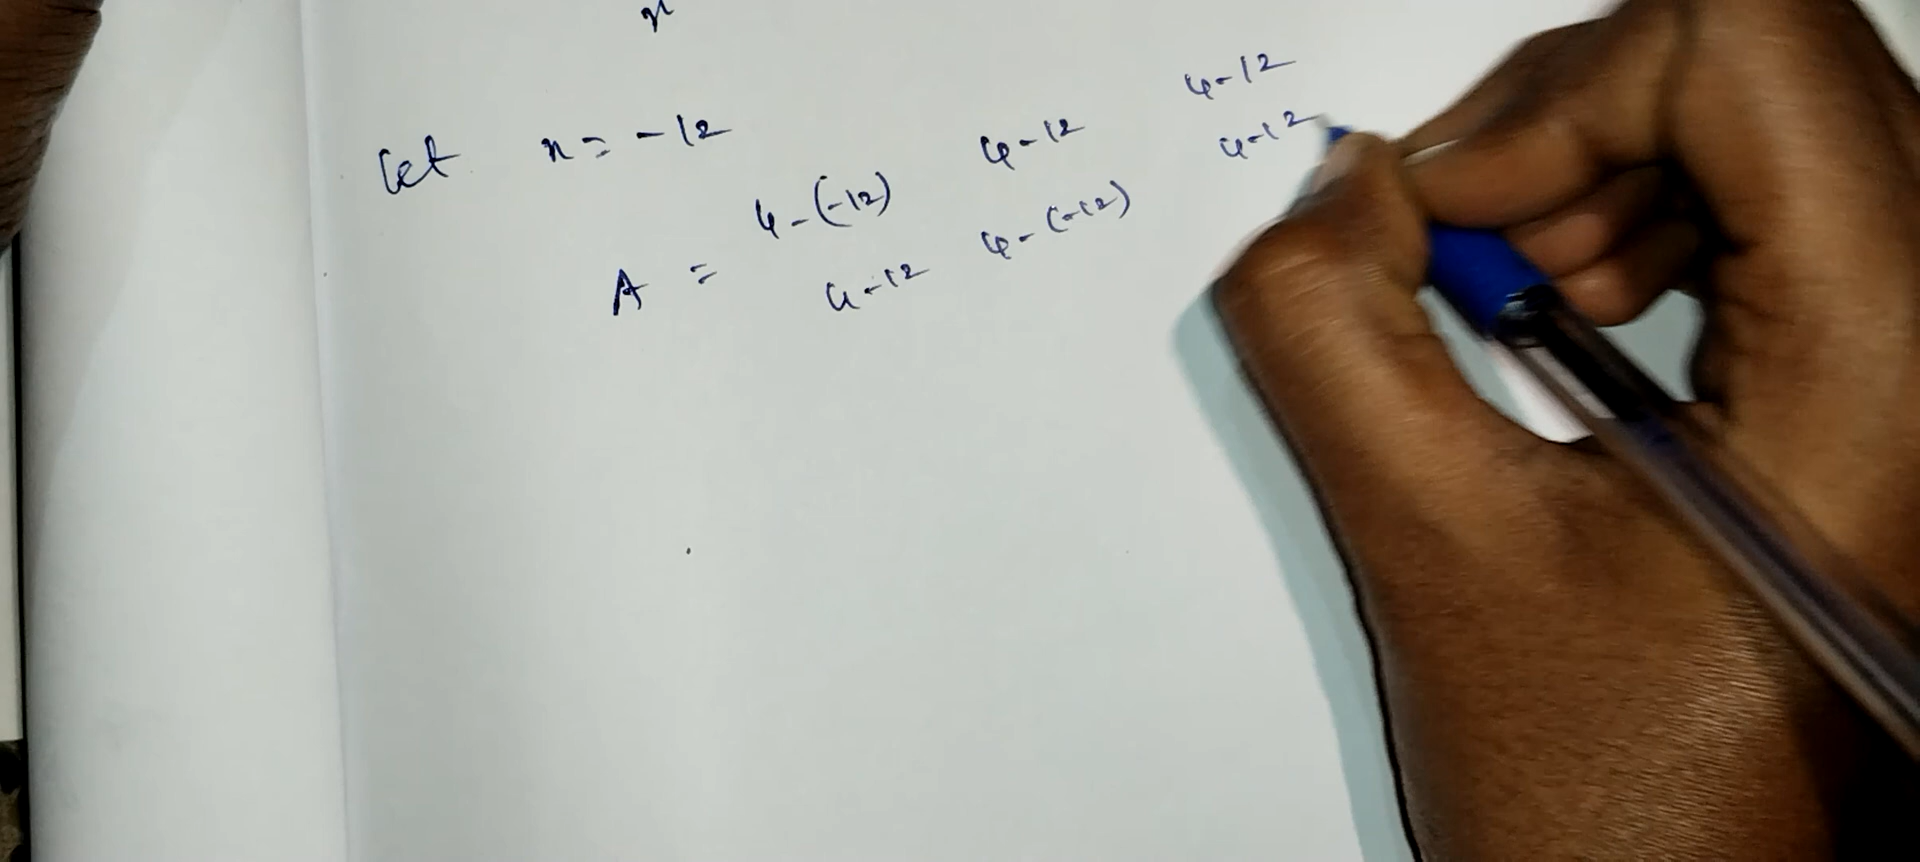 x
let x = -12
4-(-12) 4-12 4-12
A = 4-12 4-(-12) 4-12